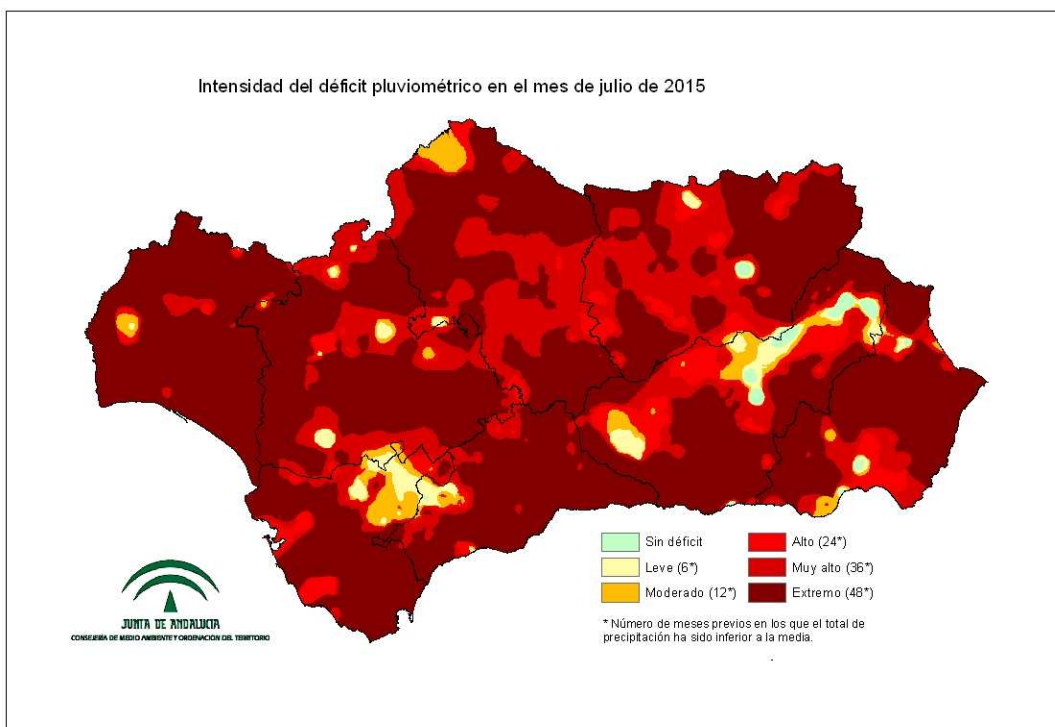 Intensidad del déficit pluviométrico en el mes de julio de 2015
Sin déficit
Leve (6*)
Moderado (12*)
Alto (24*)
Muy alto (36*)
Extremo (48*)
* Número de meses previos en los que el total de
precipitación ha sido inferior a la media.
JUNTA DE ANDALUCIA
CONSEJERIA DE MEDIO AMBIENTE Y ORDENACION DEL TERRITORIO